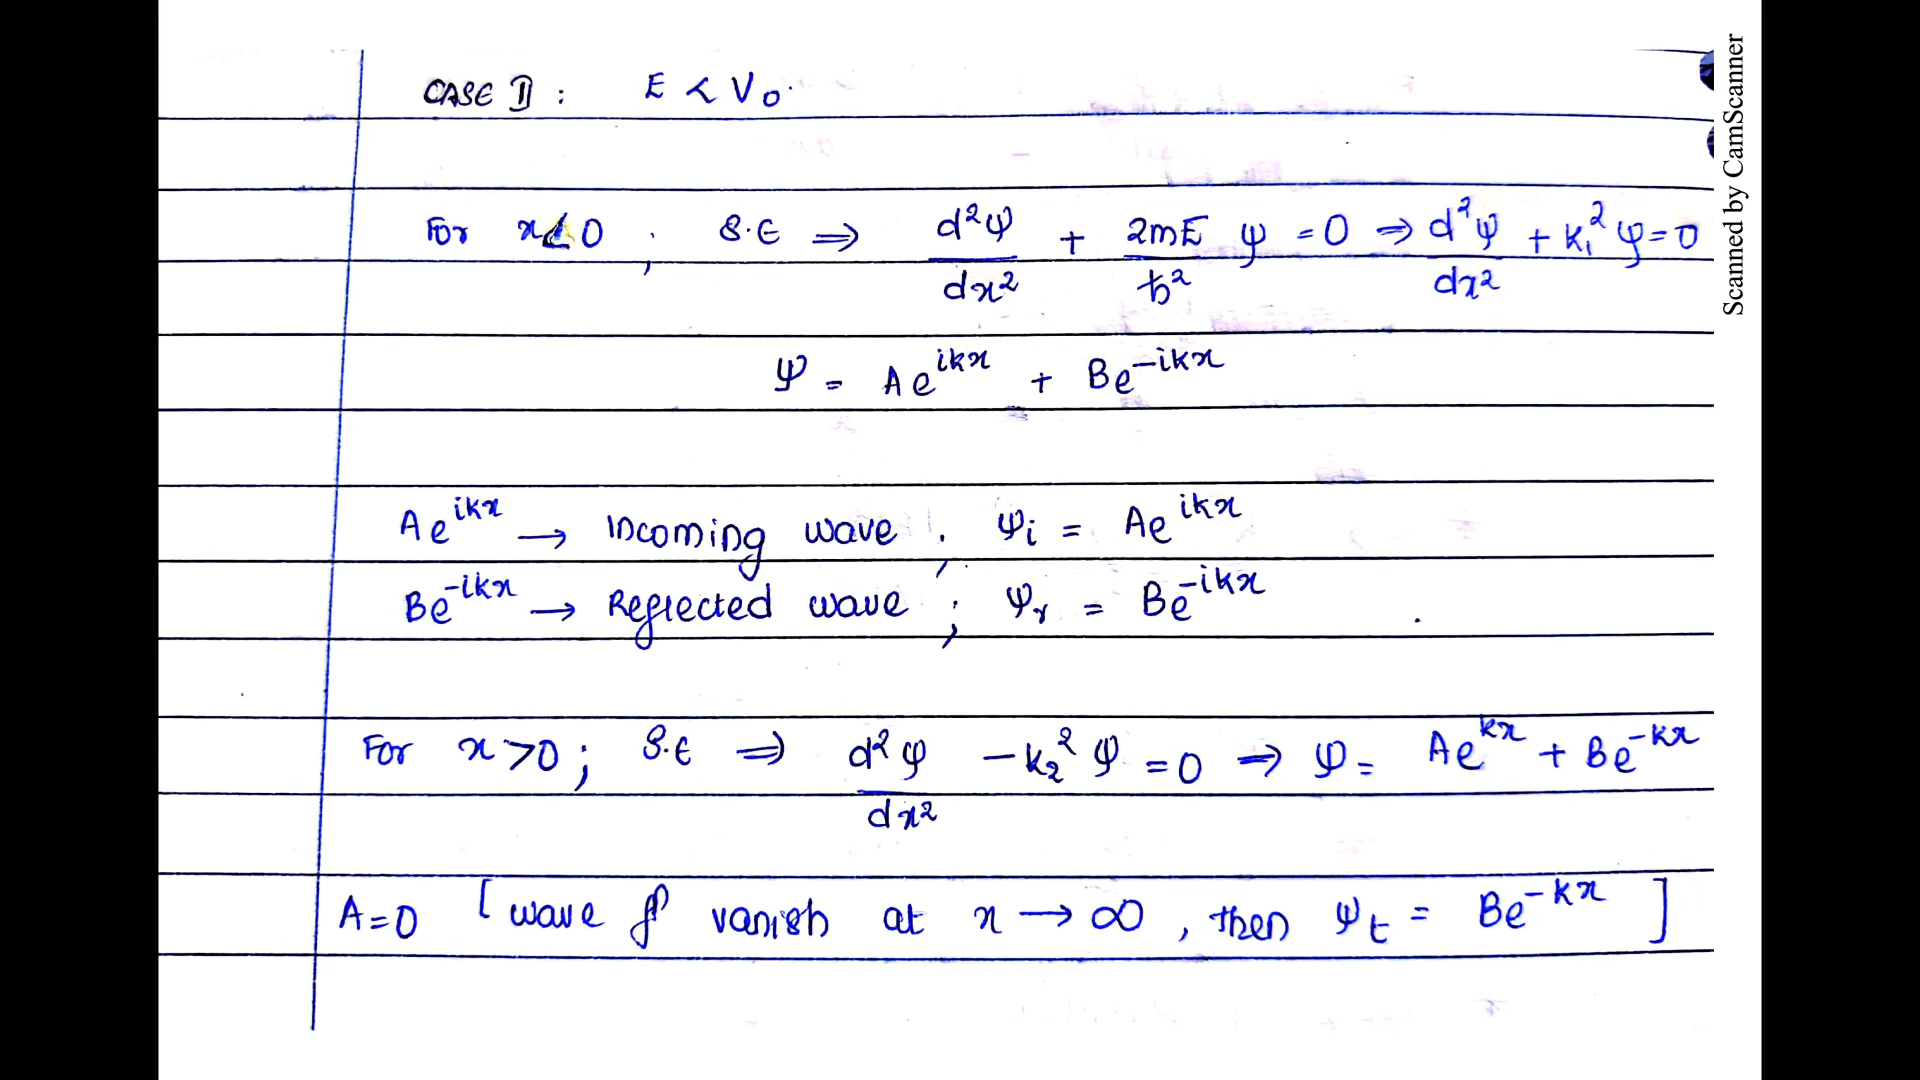 CASE II : E < V₀.
For x<0 ; S.E ⇒ d²ψ/dx² + 2mE/ħ² ψ = 0 ⇒ d²ψ/dx² + k₁²ψ = 0
ψ = Ae^{ikx} + Be^{-ikx}
Ae^{ikx} → Incoming wave ; ψi = Ae^{ikx}
Be^{-ikx} → Reflected wave ; ψr = Be^{-ikx}
For x>0 ; S.E ⇒ d²ψ/dx² - k₂²ψ = 0 → ψ = Ae^{kx} + Be^{-kx}
A=0 [wave fn vanish at x → ∞, then ψt = Be^{-kx}]
Scanned by CamScanner